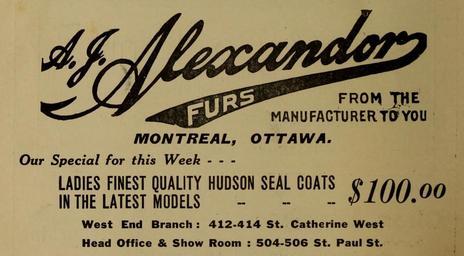 A. J. Alexandor
FURS
FROM THE
MANUFACTURER TO YOU
MONTREAL, OTTAWA.
Our Special for this Week - - -
LADIES FINEST QUALITY HUDSON SEAL COATS
IN THE LATEST MODELS - - - $100.00
West End Branch: 412-414 St. Catherine West
Head Office & Show Room: 504-506 St. Paul St.